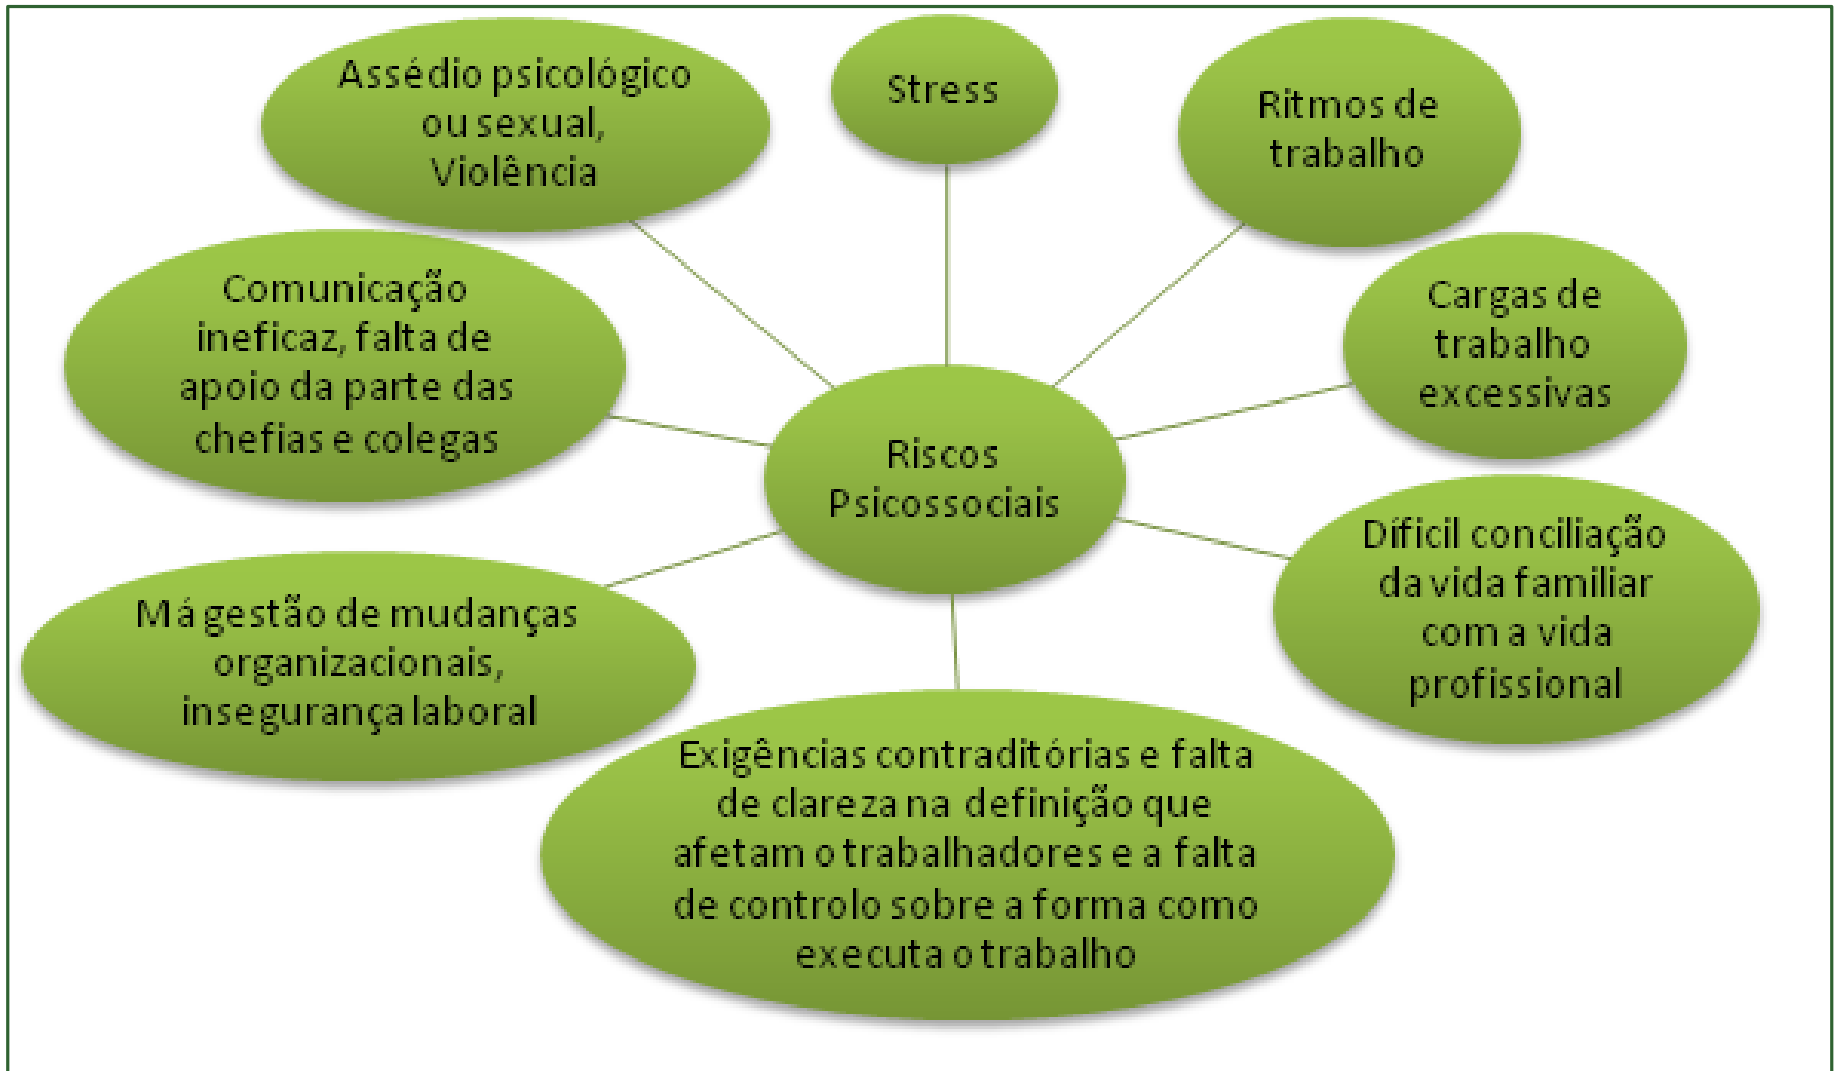 Assédio psicológico
ou sexual,
Violência
Stress
Ritmos de
trabalho
Comunicação
ineficaz, falta de
apoio da parte das
chefias e colegas
Cargas de
trabalho
excessivas
Riscos
Psicossociais
Díficil conciliação
da vida familiar
com a vida
profissional
Má gestão de mudanças
organizacionais,
insegurança laboral
Exigências contraditórias e falta
de clareza na definição que
afetam o trabalhadores e a falta
de controlo sobre a forma como
executa o trabalho